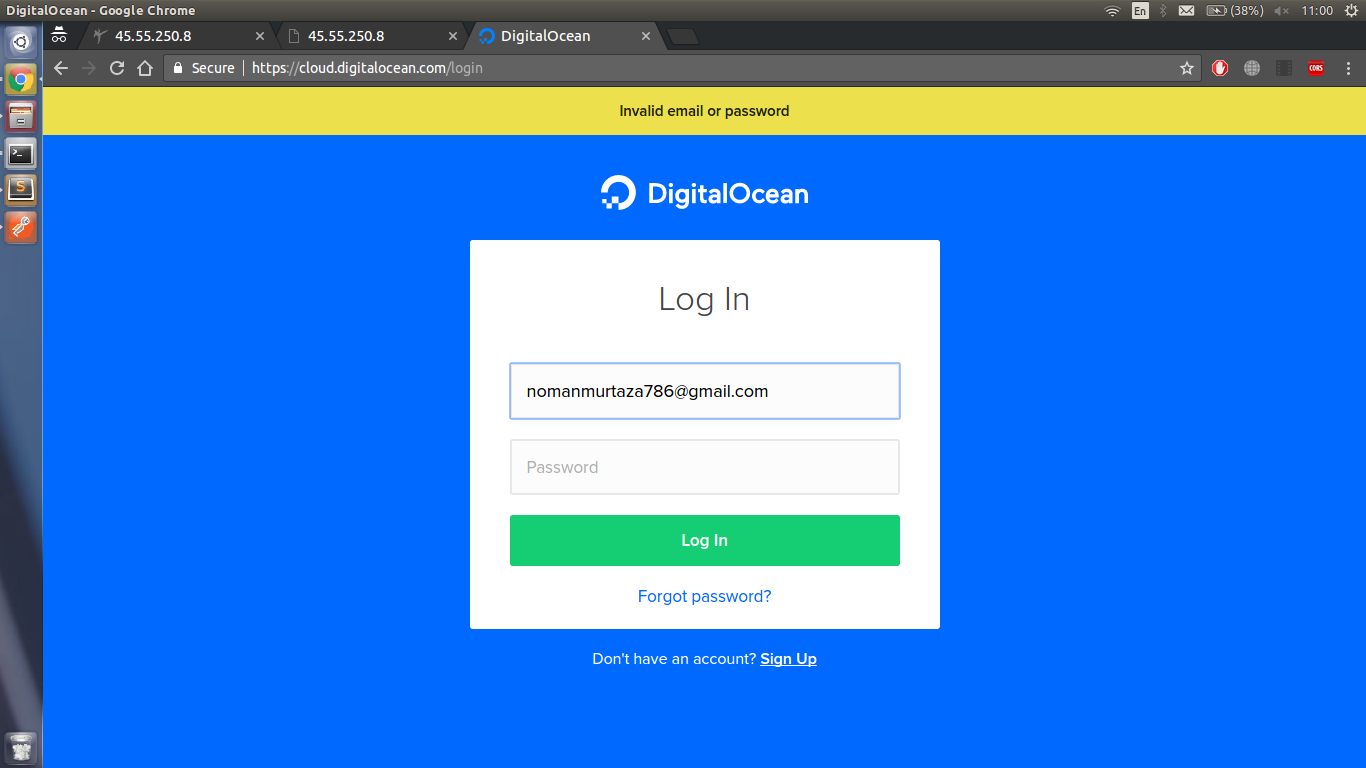 DigitalOcean - Google Chrome
En
(38%)
11:00
45.55.250.8
45.55.250.8
DigitalOcean
Secure
https://cloud.digitalocean.com/login
CORS
Invalid email or password
DigitalOcean
Log In
nomanmurtaza786@gmail.com
Password
Log In
Forgot password?
Don't have an account? Sign Up